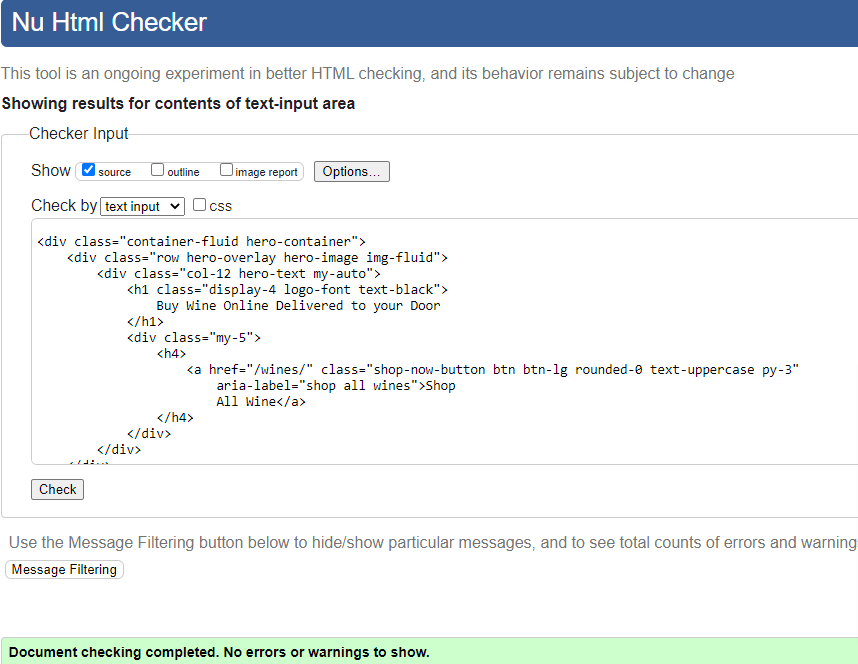 Nu Html Checker
This tool is an ongoing experiment in better HTML checking, and its behavior remains subject to change
Showing results for contents of text-input area
Checker Input
Show source outline image report Options...
Check by text input css
<div class="container-fluid hero-container">
<div class="row hero-overlay hero-image img-fluid">
<div class="col-12 hero-text my-auto">
<h1 class="display-4 logo-font text-black">
Buy Wine Online Delivered to your Door
</h1>
<div class="my-5">
<h4>
<a href="/wines/" class="shop-now-button btn btn-lg rounded-0 text-uppercase py-3"
aria-label="shop all wines">Shop
All Wine</a>
</h4>
</div>
</div>
Check
Use the Message Filtering button below to hide/show particular messages, and to see total counts of errors and warning
Message Filtering
Document checking completed. No errors or warnings to show.